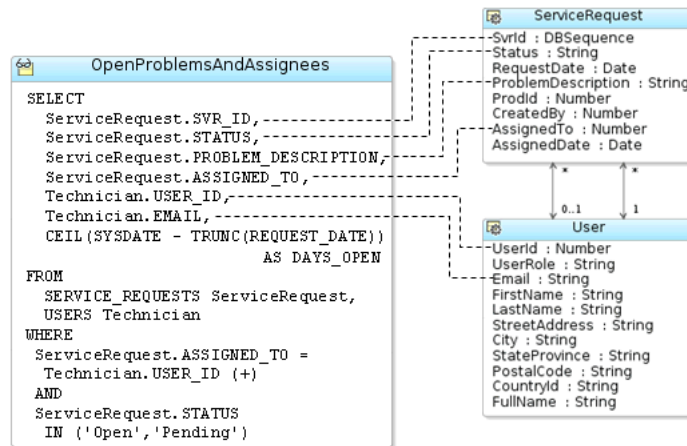 OpenProblemsAndAssignees
SELECT
ServiceRequest.SVR_ID,
ServiceRequest.STATUS,
ServiceRequest.PROBLEM_DESCRIPTION,
ServiceRequest.ASSIGNED_TO,
Technician.USER_ID,
Technician.EMAIL,
CEIL(SYSDATE - TRUNC(REQUEST_DATE))
AS DAYS_OPEN
FROM
SERVICE_REQUESTS ServiceRequest,
USERS Technician
WHERE
ServiceRequest.ASSIGNED_TO =
Technician.USER_ID (+)
AND
ServiceRequest.STATUS
IN ('Open','Pending')
ServiceRequest
SvrId : DBSequence
Status : String
RequestDate : Date
ProblemDescription : String
ProdId : Number
CreatedBy : Number
AssignedTo : Number
AssignedDate : Date
* *
0..1 1
User
UserId : Number
UserRole : String
Email : String
FirstName : String
LastName : String
StreetAddress : String
City : String
StateProvince : String
PostalCode : String
CountryId : String
FullName : String